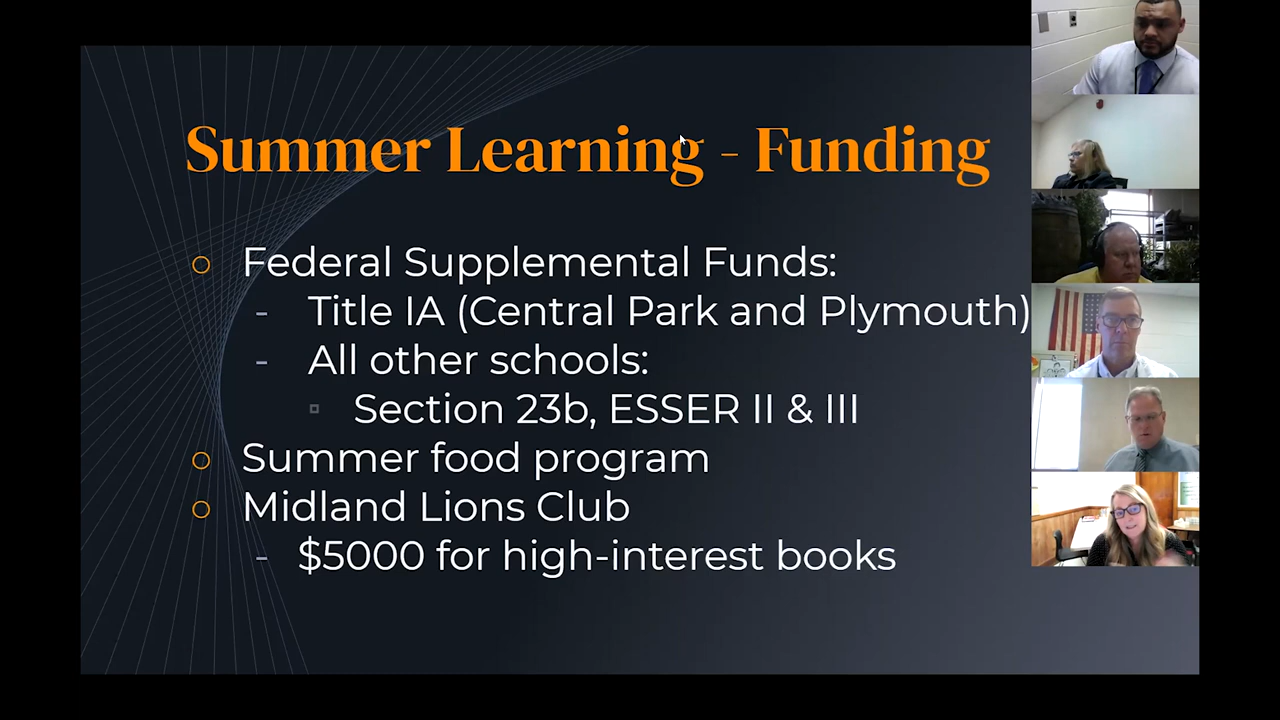 Summer Learning - Funding
Federal Supplemental Funds:
- Title IA (Central Park and Plymouth)
- All other schools:
Section 23b, ESSER II & III
Summer food program
Midland Lions Club
- $5000 for high-interest books